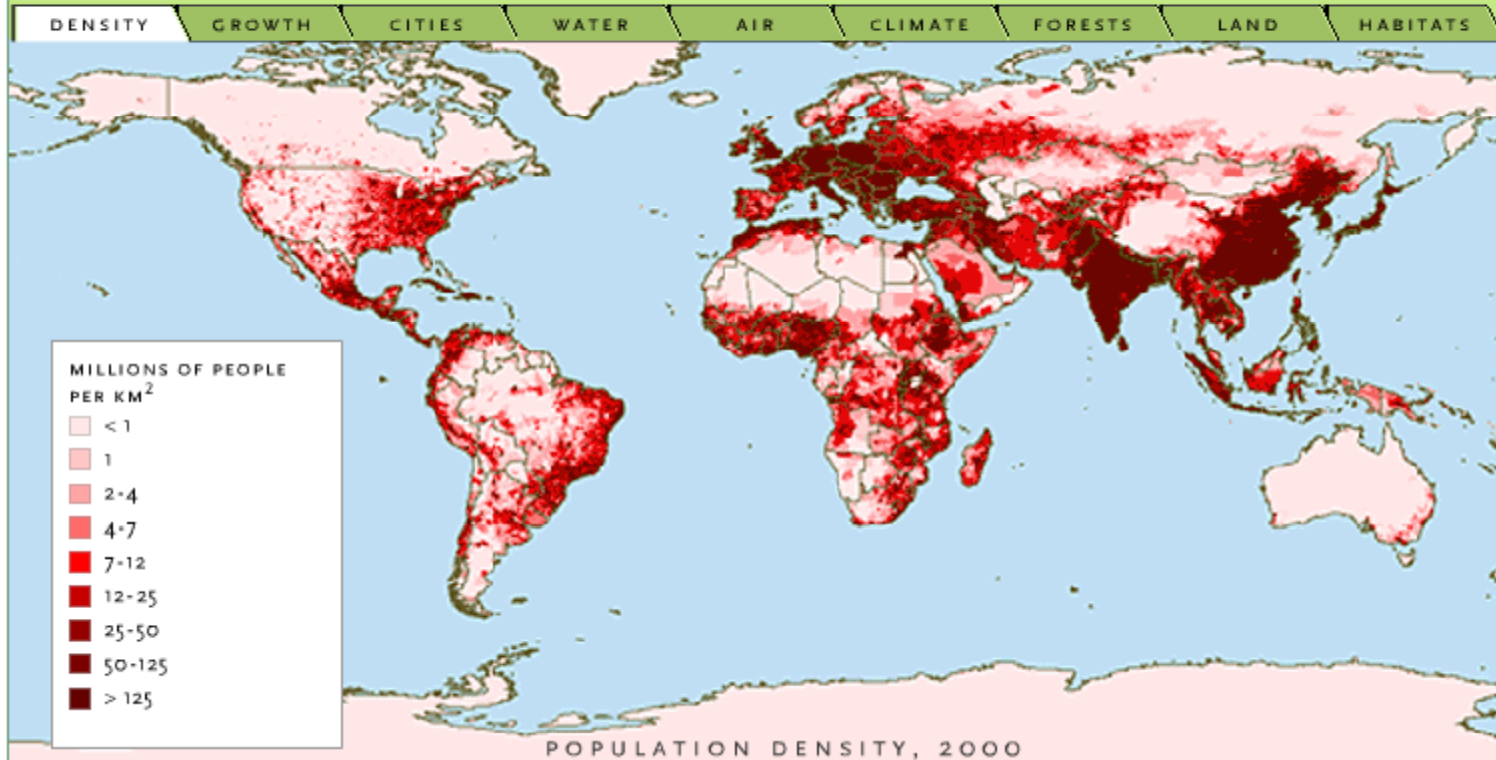 DENSITY GROWTH CITIES WATER AIR CLIMATE FORESTS LAND HABITATS
MILLIONS OF PEOPLE
PER KM²
< 1
1
2-4
4-7
7-12
12-25
25-50
50-125
> 125
POPULATION DENSITY, 2000